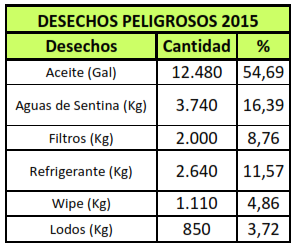 DESECHOS PELIGROSOS 2015
Desechos Cantidad %
Aceite (Gal) 12.480 54,69
Aguas de Sentina (Kg) 3.740 16,39
Filtros (Kg) 2.000 8,76
Refrigerante (Kg) 2.640 11,57
Wipe (Kg) 1.110 4,86
Lodos (Kg) 850 3,72